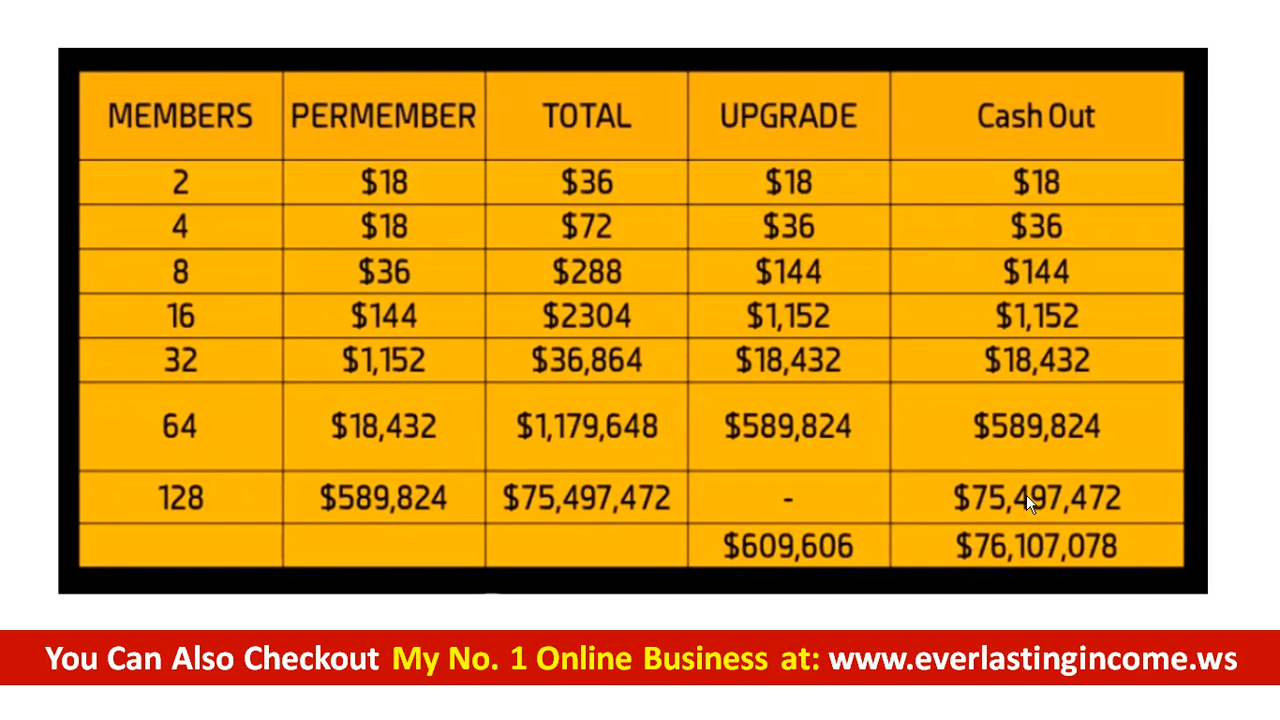 MEMBERS PERMEMBER TOTAL UPGRADE Cash Out
2 $18 $36 $18 $18
4 $18 $72 $36 $36
8 $36 $288 $144 $144
16 $144 $2304 $1,152 $1,152
32 $1,152 $36,864 $18,432 $18,432
64 $18,432 $1,179,648 $589,824 $589,824
128 $589,824 $75,497,472 - $75,497,472
$609,606 $76,107,078
You Can Also Checkout My No. 1 Online Business at: www.everlastingincome.ws